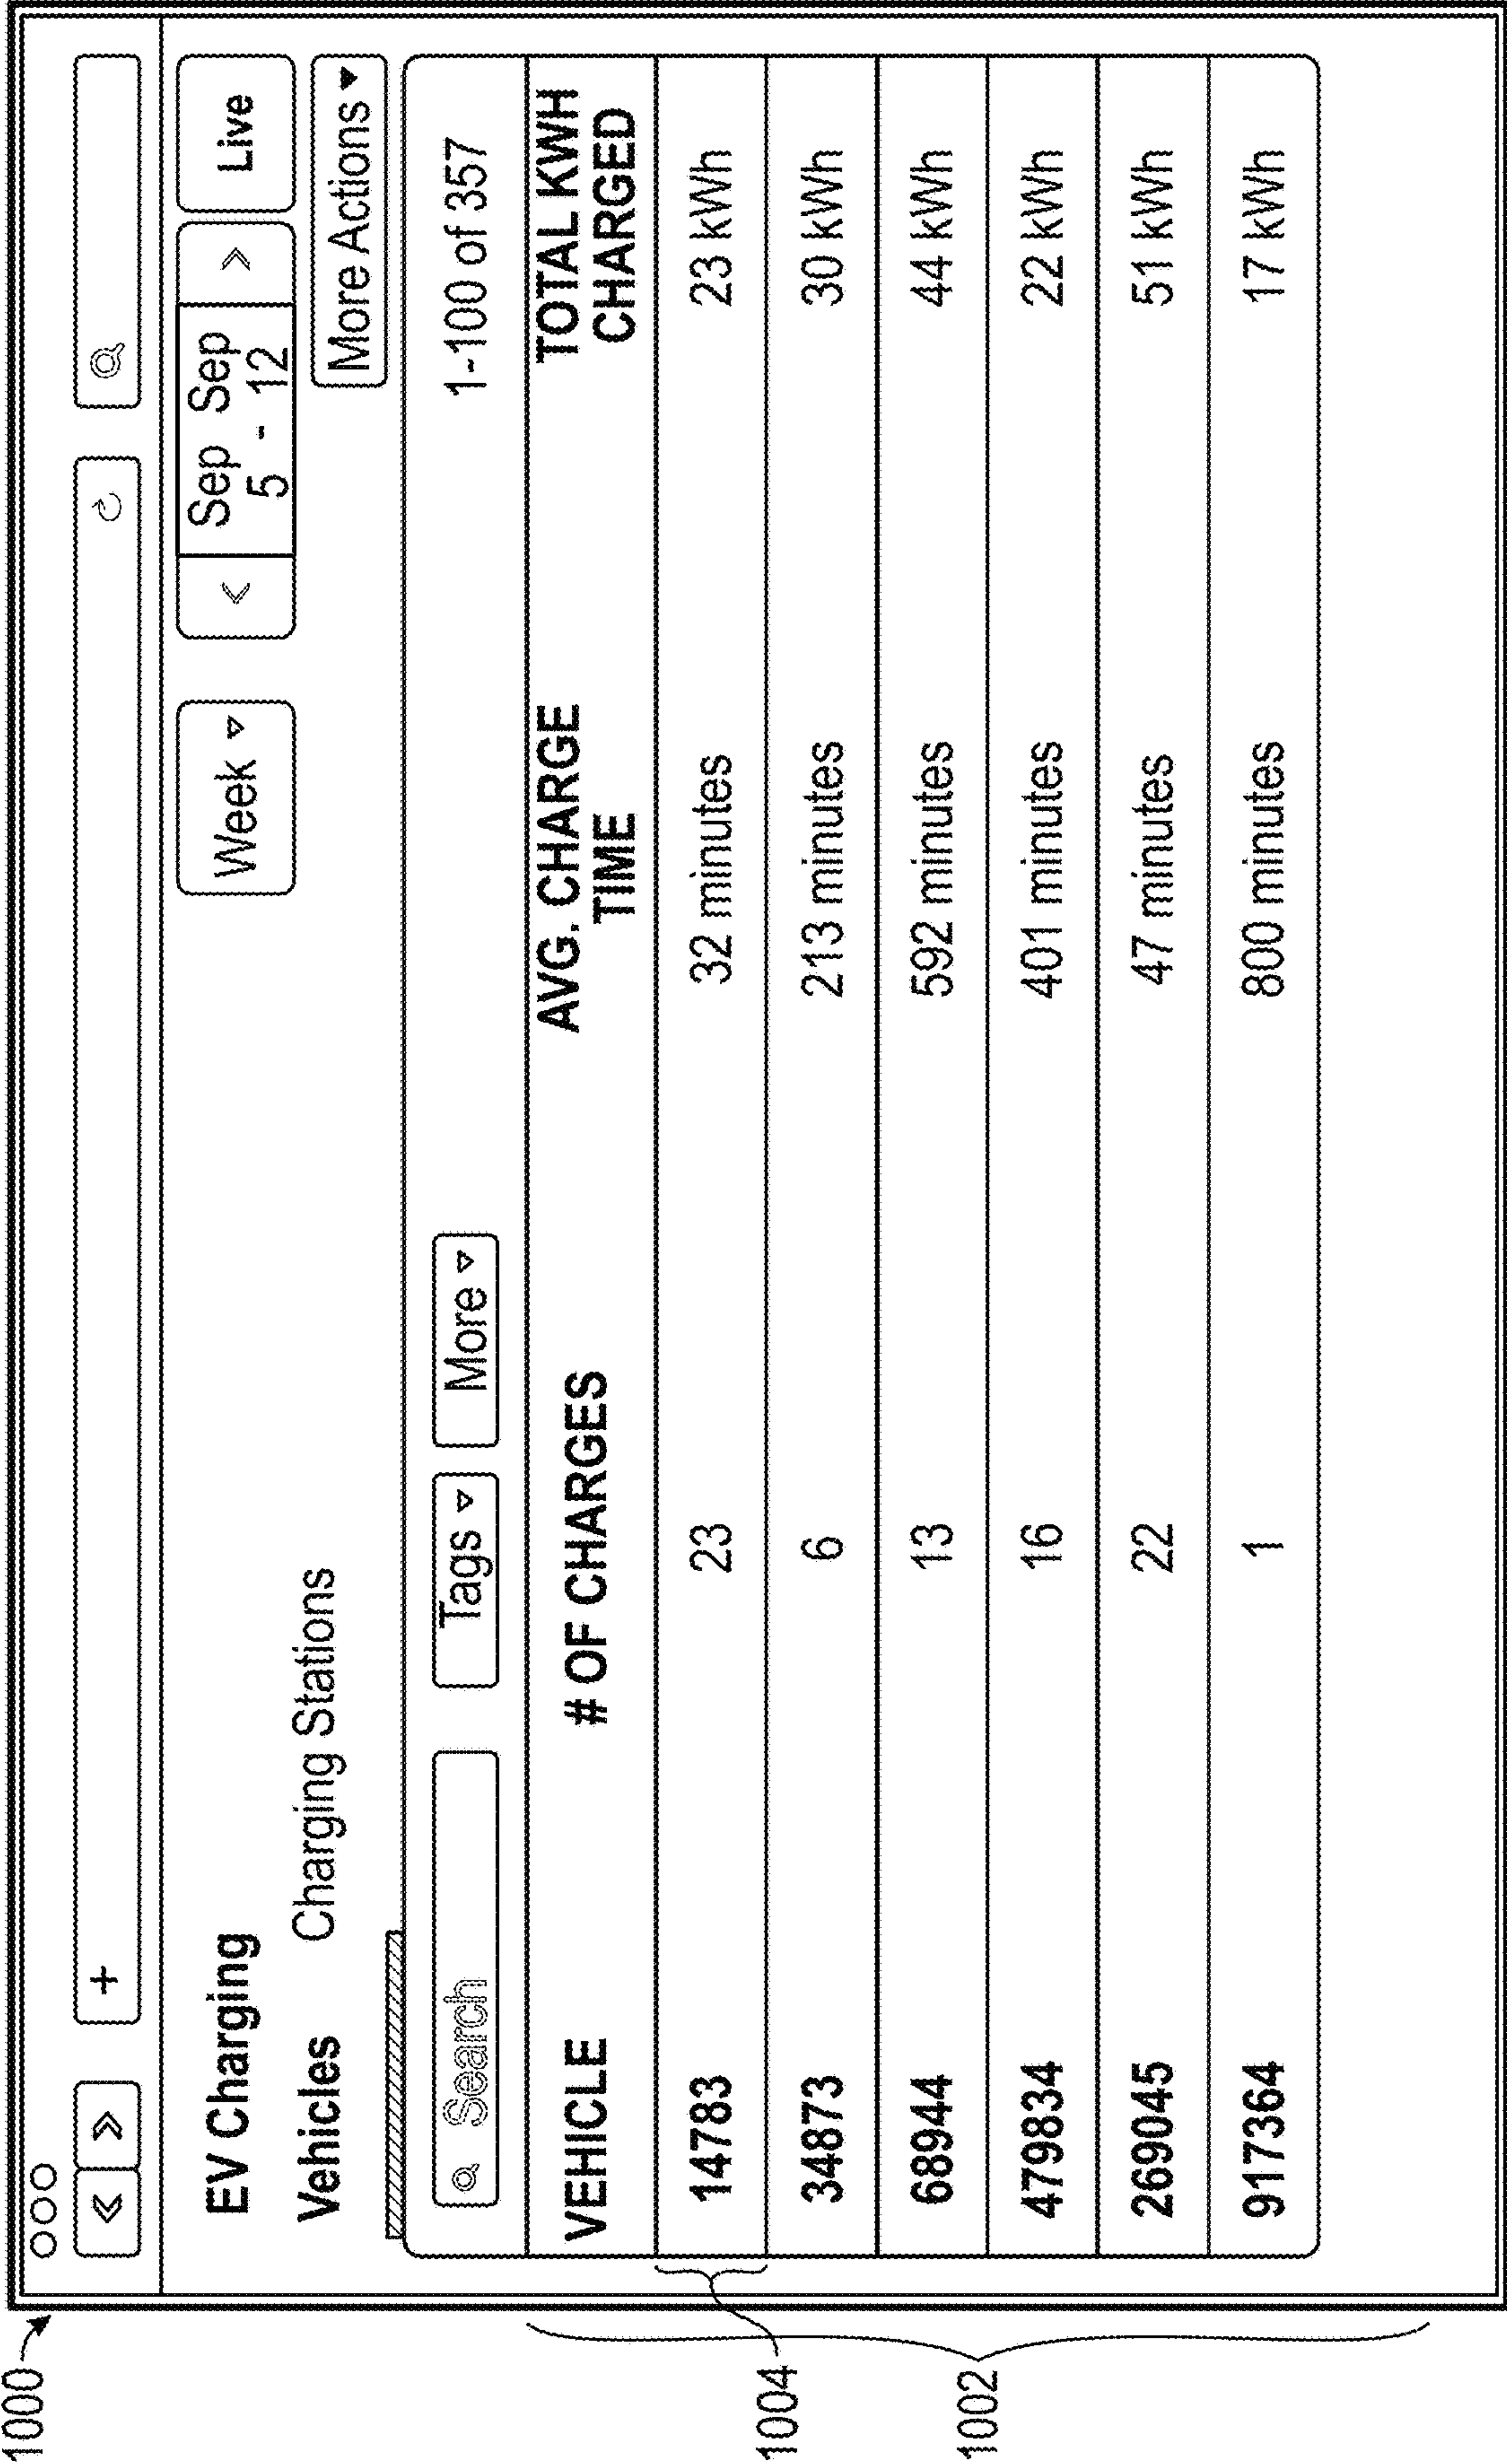 1000
+
EV Charging
Week
< Sep Sep >
5 - 12
Live
Vehicles Charging Stations
More Actions
Search Tags More 1-100 of 357
VEHICLE # OF CHARGES AVG. CHARGE TIME TOTAL KWH CHARGED
14783 23 32 minutes 23 kWh
34873 6 213 minutes 30 kWh
68944 13 592 minutes 44 kWh
479834 16 401 minutes 22 kWh
269045 22 47 minutes 51 kWh
917364 1 800 minutes 17 kWh
1004
1002